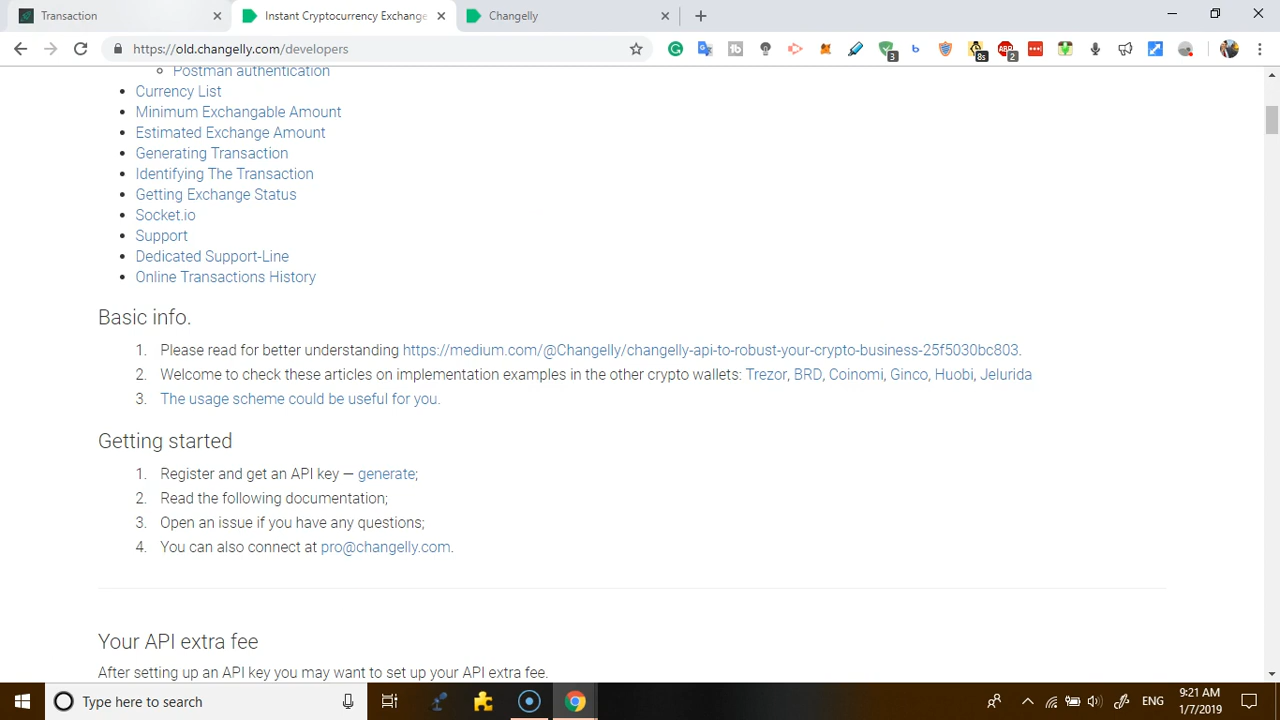 Transaction
Instant Cryptocurrency Exchange
Changelly
https://old.changelly.com/developers
3
8s
2
Postman authentication
Currency List
Minimum Exchangable Amount
Estimated Exchange Amount
Generating Transaction
Identifying The Transaction
Getting Exchange Status
Socket.io
Support
Dedicated Support-Line
Online Transactions History
Basic info.
1. Please read for better understanding https://medium.com/@Changelly/changelly-api-to-robust-your-crypto-business-25f5030bc803.
2. Welcome to check these articles on implementation examples in the other crypto wallets: Trezor, BRD, Coinomi, Ginco, Huobi, Jelurida
3. The usage scheme could be useful for you.
Getting started
1. Register and get an API key — generate;
2. Read the following documentation;
3. Open an issue if you have any questions;
4. You can also connect at pro@changelly.com.
Your API extra fee
After setting up an API key you may want to set up your API extra fee.
Type here to search
ENG
9:21 AM
1/7/2019